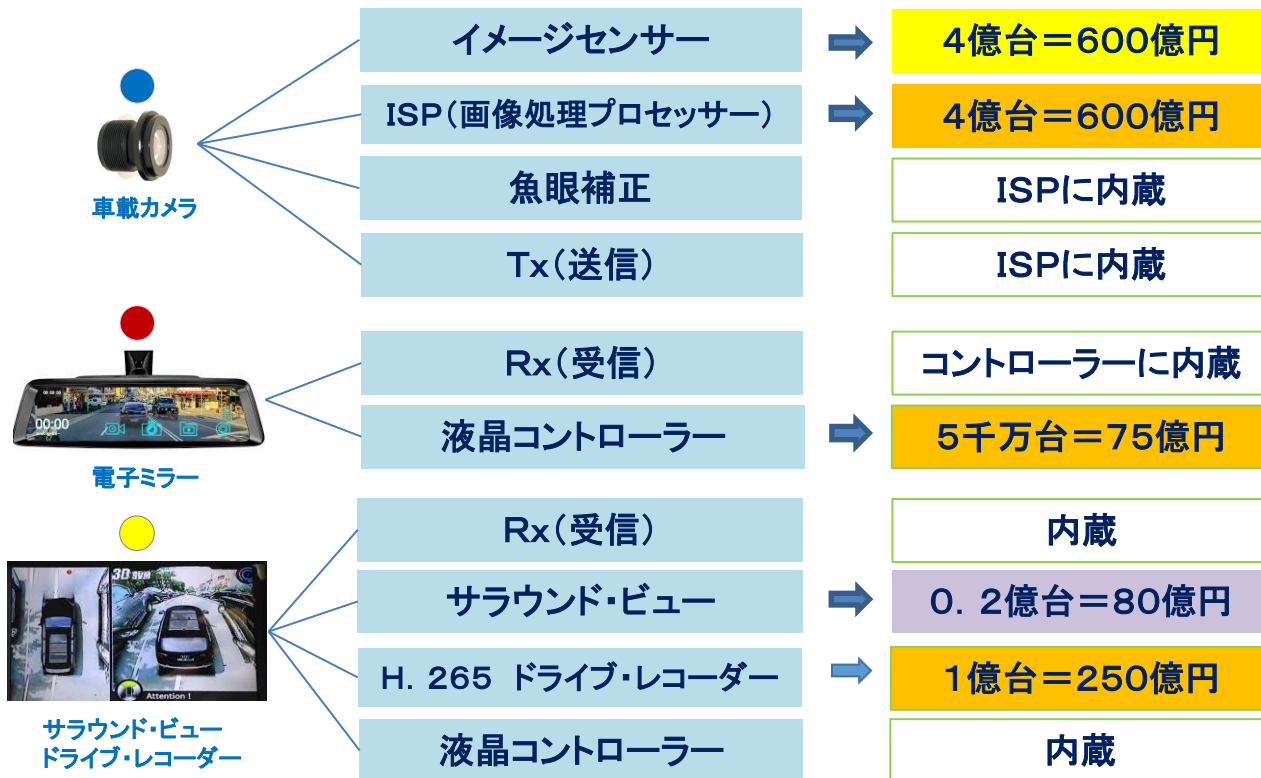 イメージセンサー
4億台＝600億円
ISP（画像処理プロセッサー）
4億台＝600億円
魚眼補正
ISPに内蔵
Tx（送信）
ISPに内蔵
車載カメラ
Rx（受信）
コントローラーに内蔵
液晶コントローラー
5千万台＝75億円
00:00
電子ミラー
Rx（受信）
内蔵
サラウンド・ビュー
0．2億台＝80億円
H．265 ドライブ・レコーダー
1億台＝250億円
液晶コントローラー
内蔵
3D SVM
Attention !
サラウンド・ビュー
ドライブ・レコーダー